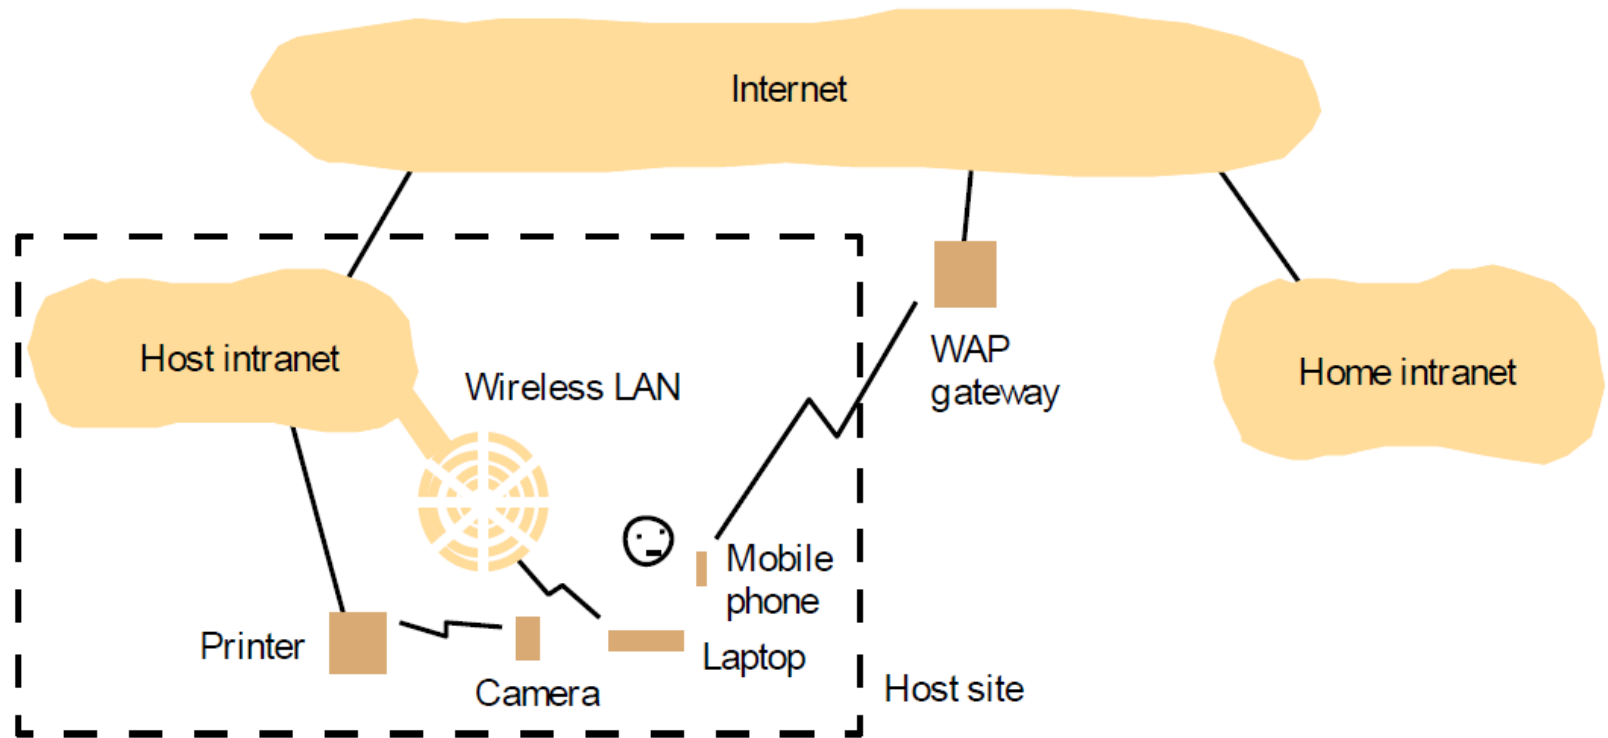 Internet
Host intranet
Wireless LAN
WAP
gateway
Home intranet
Mobile
phone
Printer
Camera
Laptop
Host site